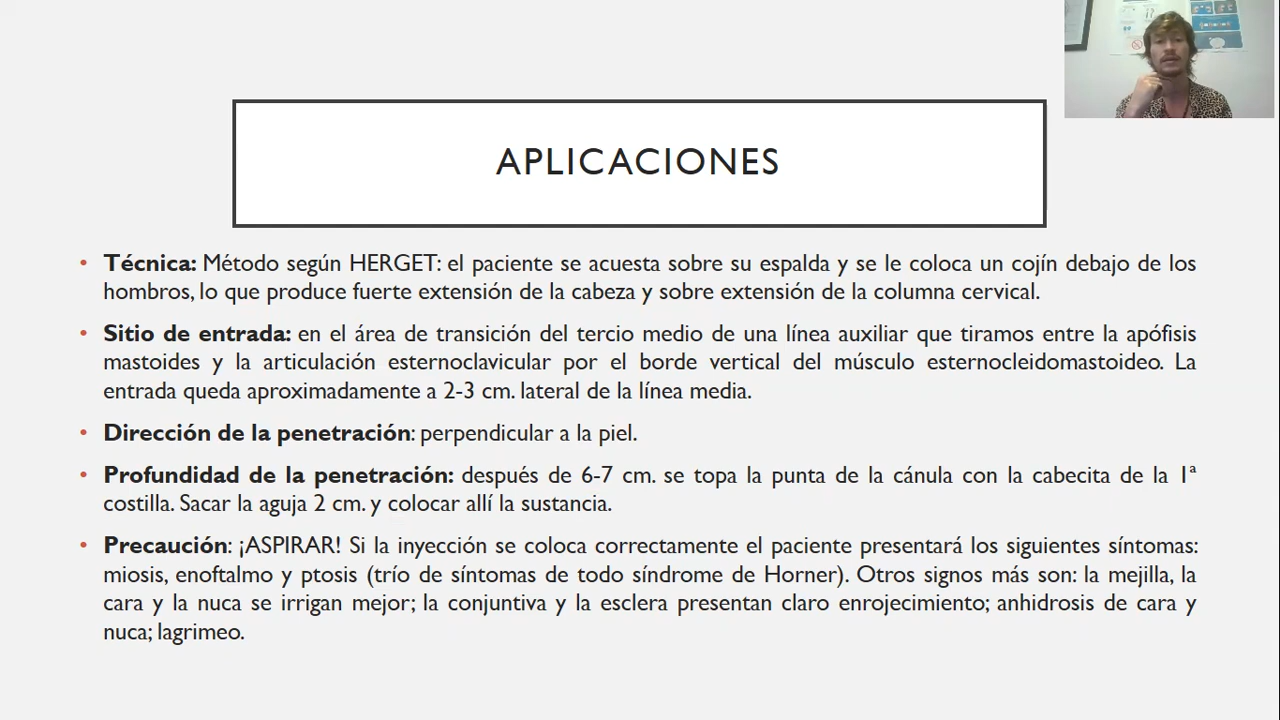 APLICACIONES
• Técnica: Método según HERGET: el paciente se acuesta sobre su espalda y se le coloca un cojín debajo de los
hombros, lo que produce fuerte extensión de la cabeza y sobre extensión de la columna cervical.
• Sitio de entrada: en el área de transición del tercio medio de una línea auxiliar que tiramos entre la apófisis
mastoides y la articulación esternoclavicular por el borde vertical del músculo esternocleidomastoideo. La
entrada queda aproximadamente a 2-3 cm. lateral de la línea media.
• Dirección de la penetración: perpendicular a la piel.
• Profundidad de la penetración: después de 6-7 cm. se topa la punta de la cánula con la cabecita de la 1ª
costilla. Sacar la aguja 2 cm. y colocar allí la sustancia.
• Precaución: ¡ASPIRAR! Si la inyección se coloca correctamente el paciente presentará los siguientes síntomas:
miosis, enoftalmo y ptosis (trío de síntomas de todo síndrome de Horner). Otros signos más son: la mejilla, la
cara y la nuca se irrigan mejor; la conjuntiva y la esclera presentan claro enrojecimiento; anhidrosis de cara y
nuca; lagrimeo.